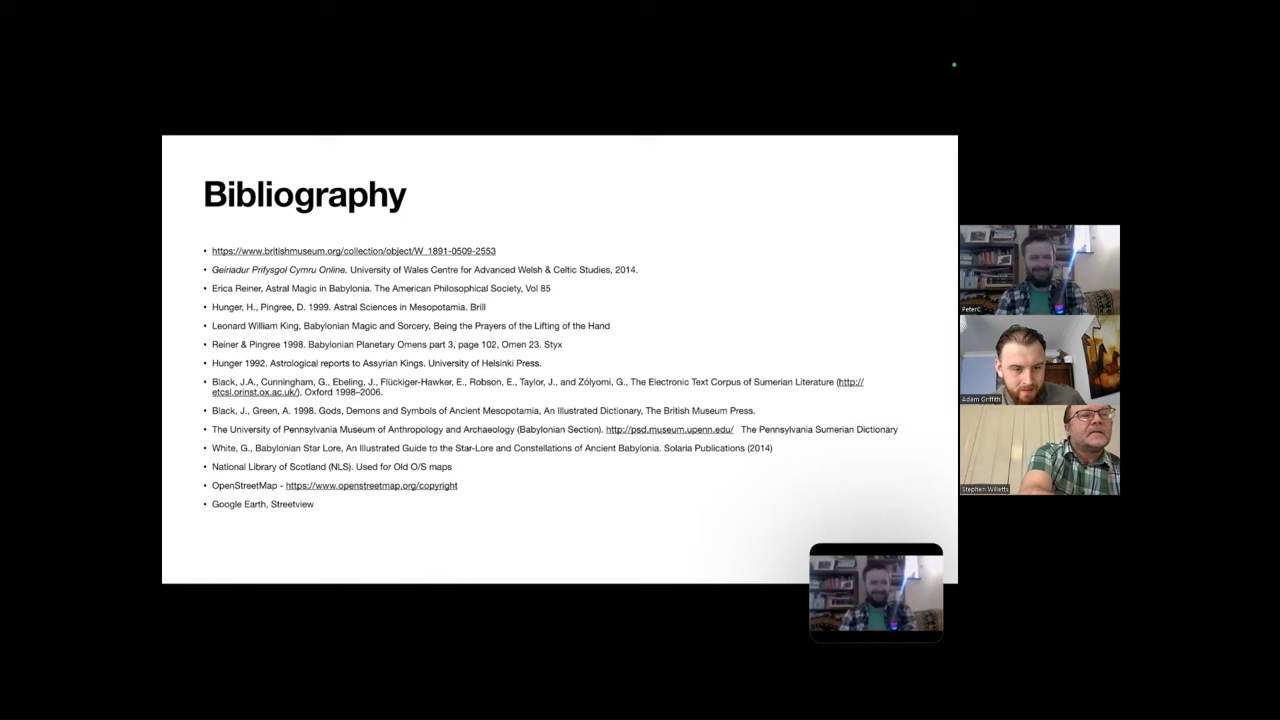 Bibliography
• https://www.britishmuseum.org/collection/object/W_1891-0509-2553
• Geiriadur Prifysgol Cymru Online. University of Wales Centre for Advanced Welsh & Celtic Studies, 2014.
• Erica Reiner, Astral Magic in Babylonia. The American Philosophical Society, Vol 85
• Hunger, H., Pingree, D. 1999. Astral Sciences in Mesopotamia. Brill
• Leonard William King, Babylonian Magic and Sorcery, Being the Prayers of the Lifting of the Hand
• Reiner & Pingree 1998. Babylonian Planetary Omens part 3, page 102, Omen 23. Styx
• Hunger 1992. Astrological reports to Assyrian Kings. University of Helsinki Press.
• Black, J.A., Cunningham, G., Ebeling, J., Flückiger-Hawker, E., Robson, E., Taylor, J., and Zólyomi, G., The Electronic Text Corpus of Sumerian Literature (http://
etcsl.orinst.ox.ac.uk/), Oxford 1998–2006.
• Black, J., Green, A. 1998. Gods, Demons and Symbols of Ancient Mesopotamia, An Illustrated Dictionary, The British Museum Press.
• The University of Pennsylvania Museum of Anthropology and Archaeology (Babylonian Section). http://psd.museum.upenn.edu/ The Pennsylvania Sumerian Dictionary
• White, G., Babylonian Star Lore, An Illustrated Guide to the Star-Lore and Constellations of Ancient Babylonia. Solaria Publications (2014)
• National Library of Scotland (NLS). Used for Old O/S maps
• OpenStreetMap - https://www.openstreetmap.org/copyright
• Google Earth, Streetview
PeterC
Adam Griffith
Stephen Willetts